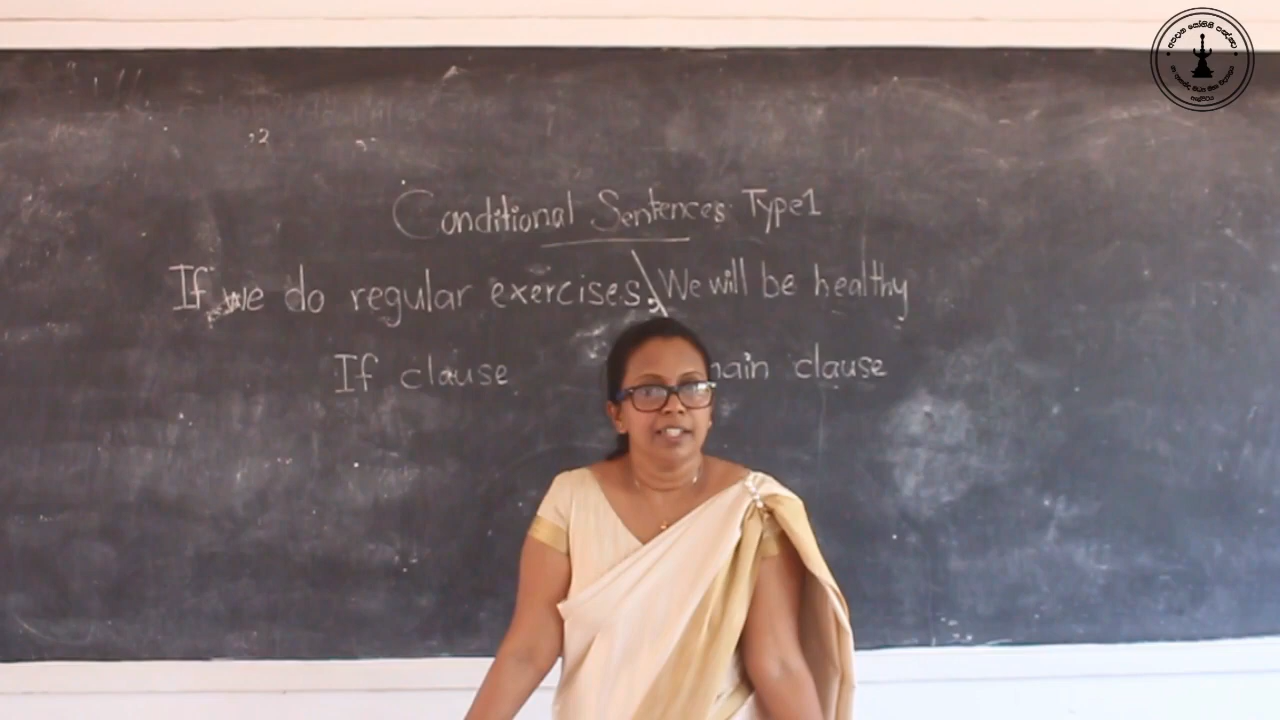 Conditional Sentences Type1
If we do regular exercises, We will be healthy
If clause main clause